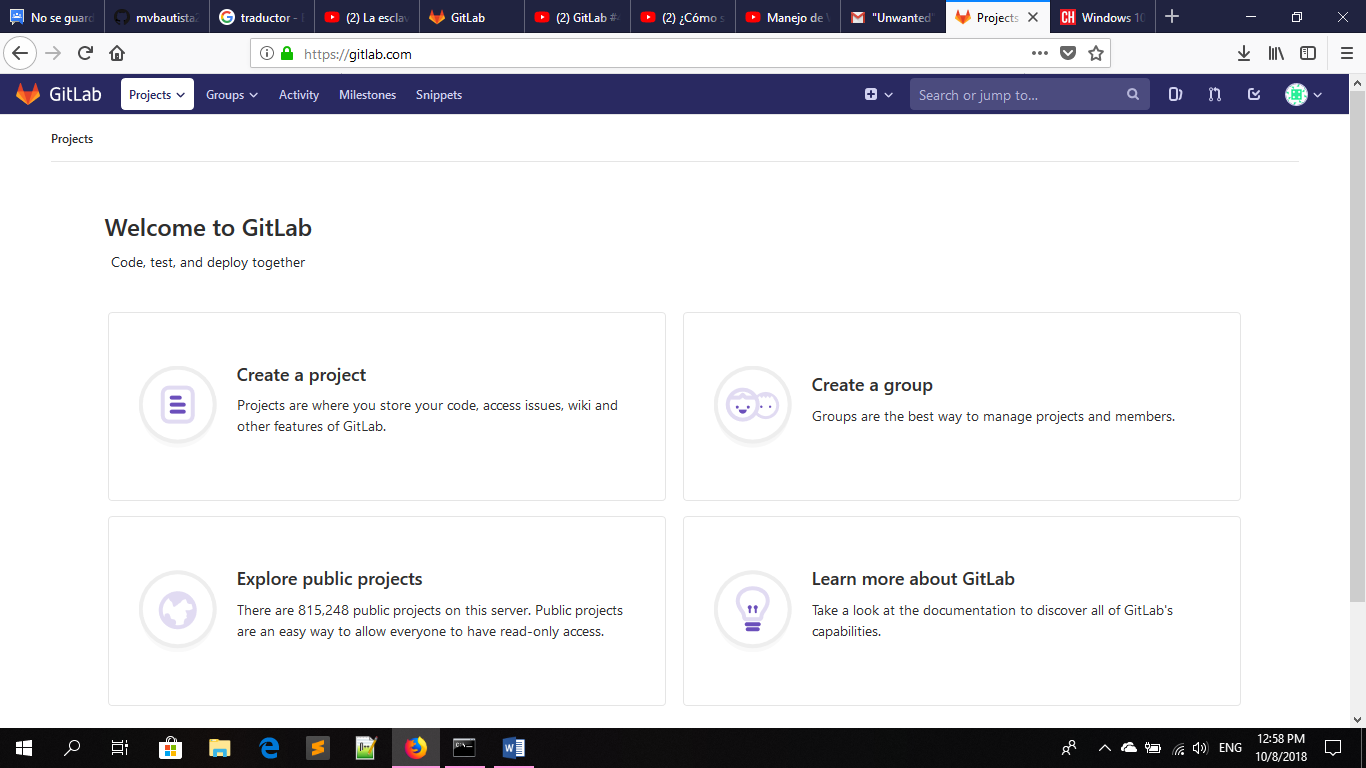 No se guard
mvbautista2
traductor - B
(2) La esclav
GitLab
(2) GitLab #4
(2) ¿Cómo s
Manejo de V
"Unwanted"
Projects
CH Windows 10
https://gitlab.com
GitLab Projects Groups Activity Milestones Snippets Search or jump to...
Projects
Welcome to GitLab
Code, test, and deploy together
Create a project
Projects are where you store your code, access issues, wiki and
other features of GitLab.
Create a group
Groups are the best way to manage projects and members.
Explore public projects
There are 815,248 public projects on this server. Public projects
are an easy way to allow everyone to have read-only access.
Learn more about GitLab
Take a look at the documentation to discover all of GitLab's
capabilities.
ENG
12:58 PM
10/8/2018